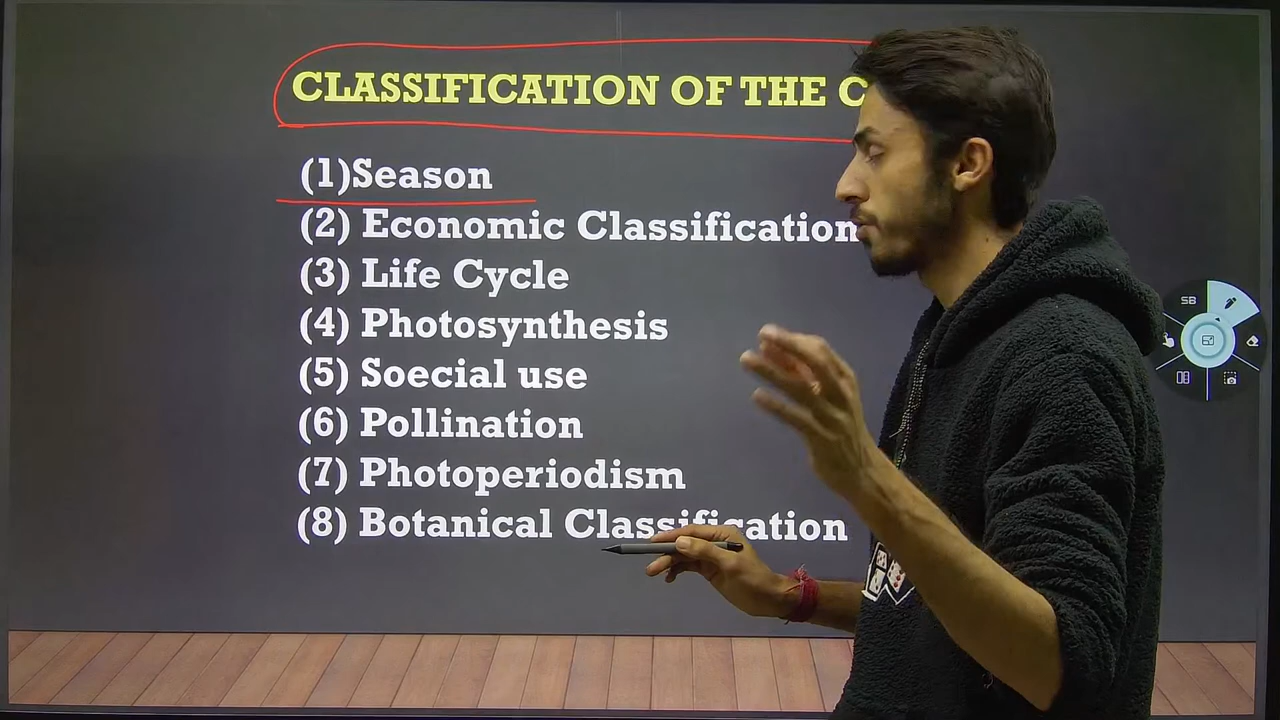 CLASSIFICATION OF THE C
(1)Season
(2) Economic Classification
(3) Life Cycle
(4) Photosynthesis
(5) Soecial use
(6) Pollination
(7) Photoperiodism
(8) Botanical Classification
SB